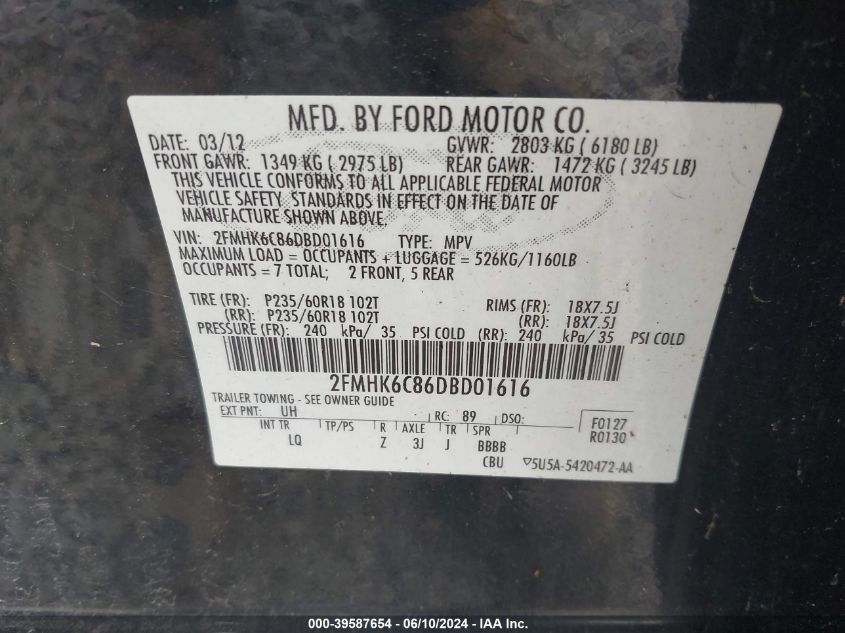 MFD. BY FORD MOTOR CO.
DATE: 03/12 GVWR: 2803 KG ( 6180 LB)
FRONT GAWR: 1349 KG ( 2975 LB) REAR GAWR: 1472 KG ( 3245 LB)
THIS VEHICLE CONFORMS TO ALL APPLICABLE FEDERAL MOTOR
VEHICLE SAFETY STANDARDS IN EFFECT ON THE DATE OF
MANUFACTURE SHOWN ABOVE.
VIN: 2FMHK6C86DBD01616 TYPE: MPV
MAXIMUM LOAD = OCCUPANTS + LUGGAGE = 526KG/1160LB
OCCUPANTS = 7 TOTAL; 2 FRONT, 5 REAR
TIRE (FR): P235/60R18 102T RIMS (FR): 18X7.5J
(RR): P235/60R18 102T (RR): 18X7.5J
PRESSURE (FR): 240 kPa/ 35 PSI COLD (RR): 240 kPa/ 35 PSI COLD
2FMHK6C86DBD01616
TRAILER TOWING - SEE OWNER GUIDE
EXT PNT: UH RC: 89 DSO: F0127
INT TR TP/PS R AXLE TR SPR R0130
LQ Z 3J J BBBB
CBU 5U5A-5420472-AA
000-39587654 - 06/10/2024 - IAA Inc.